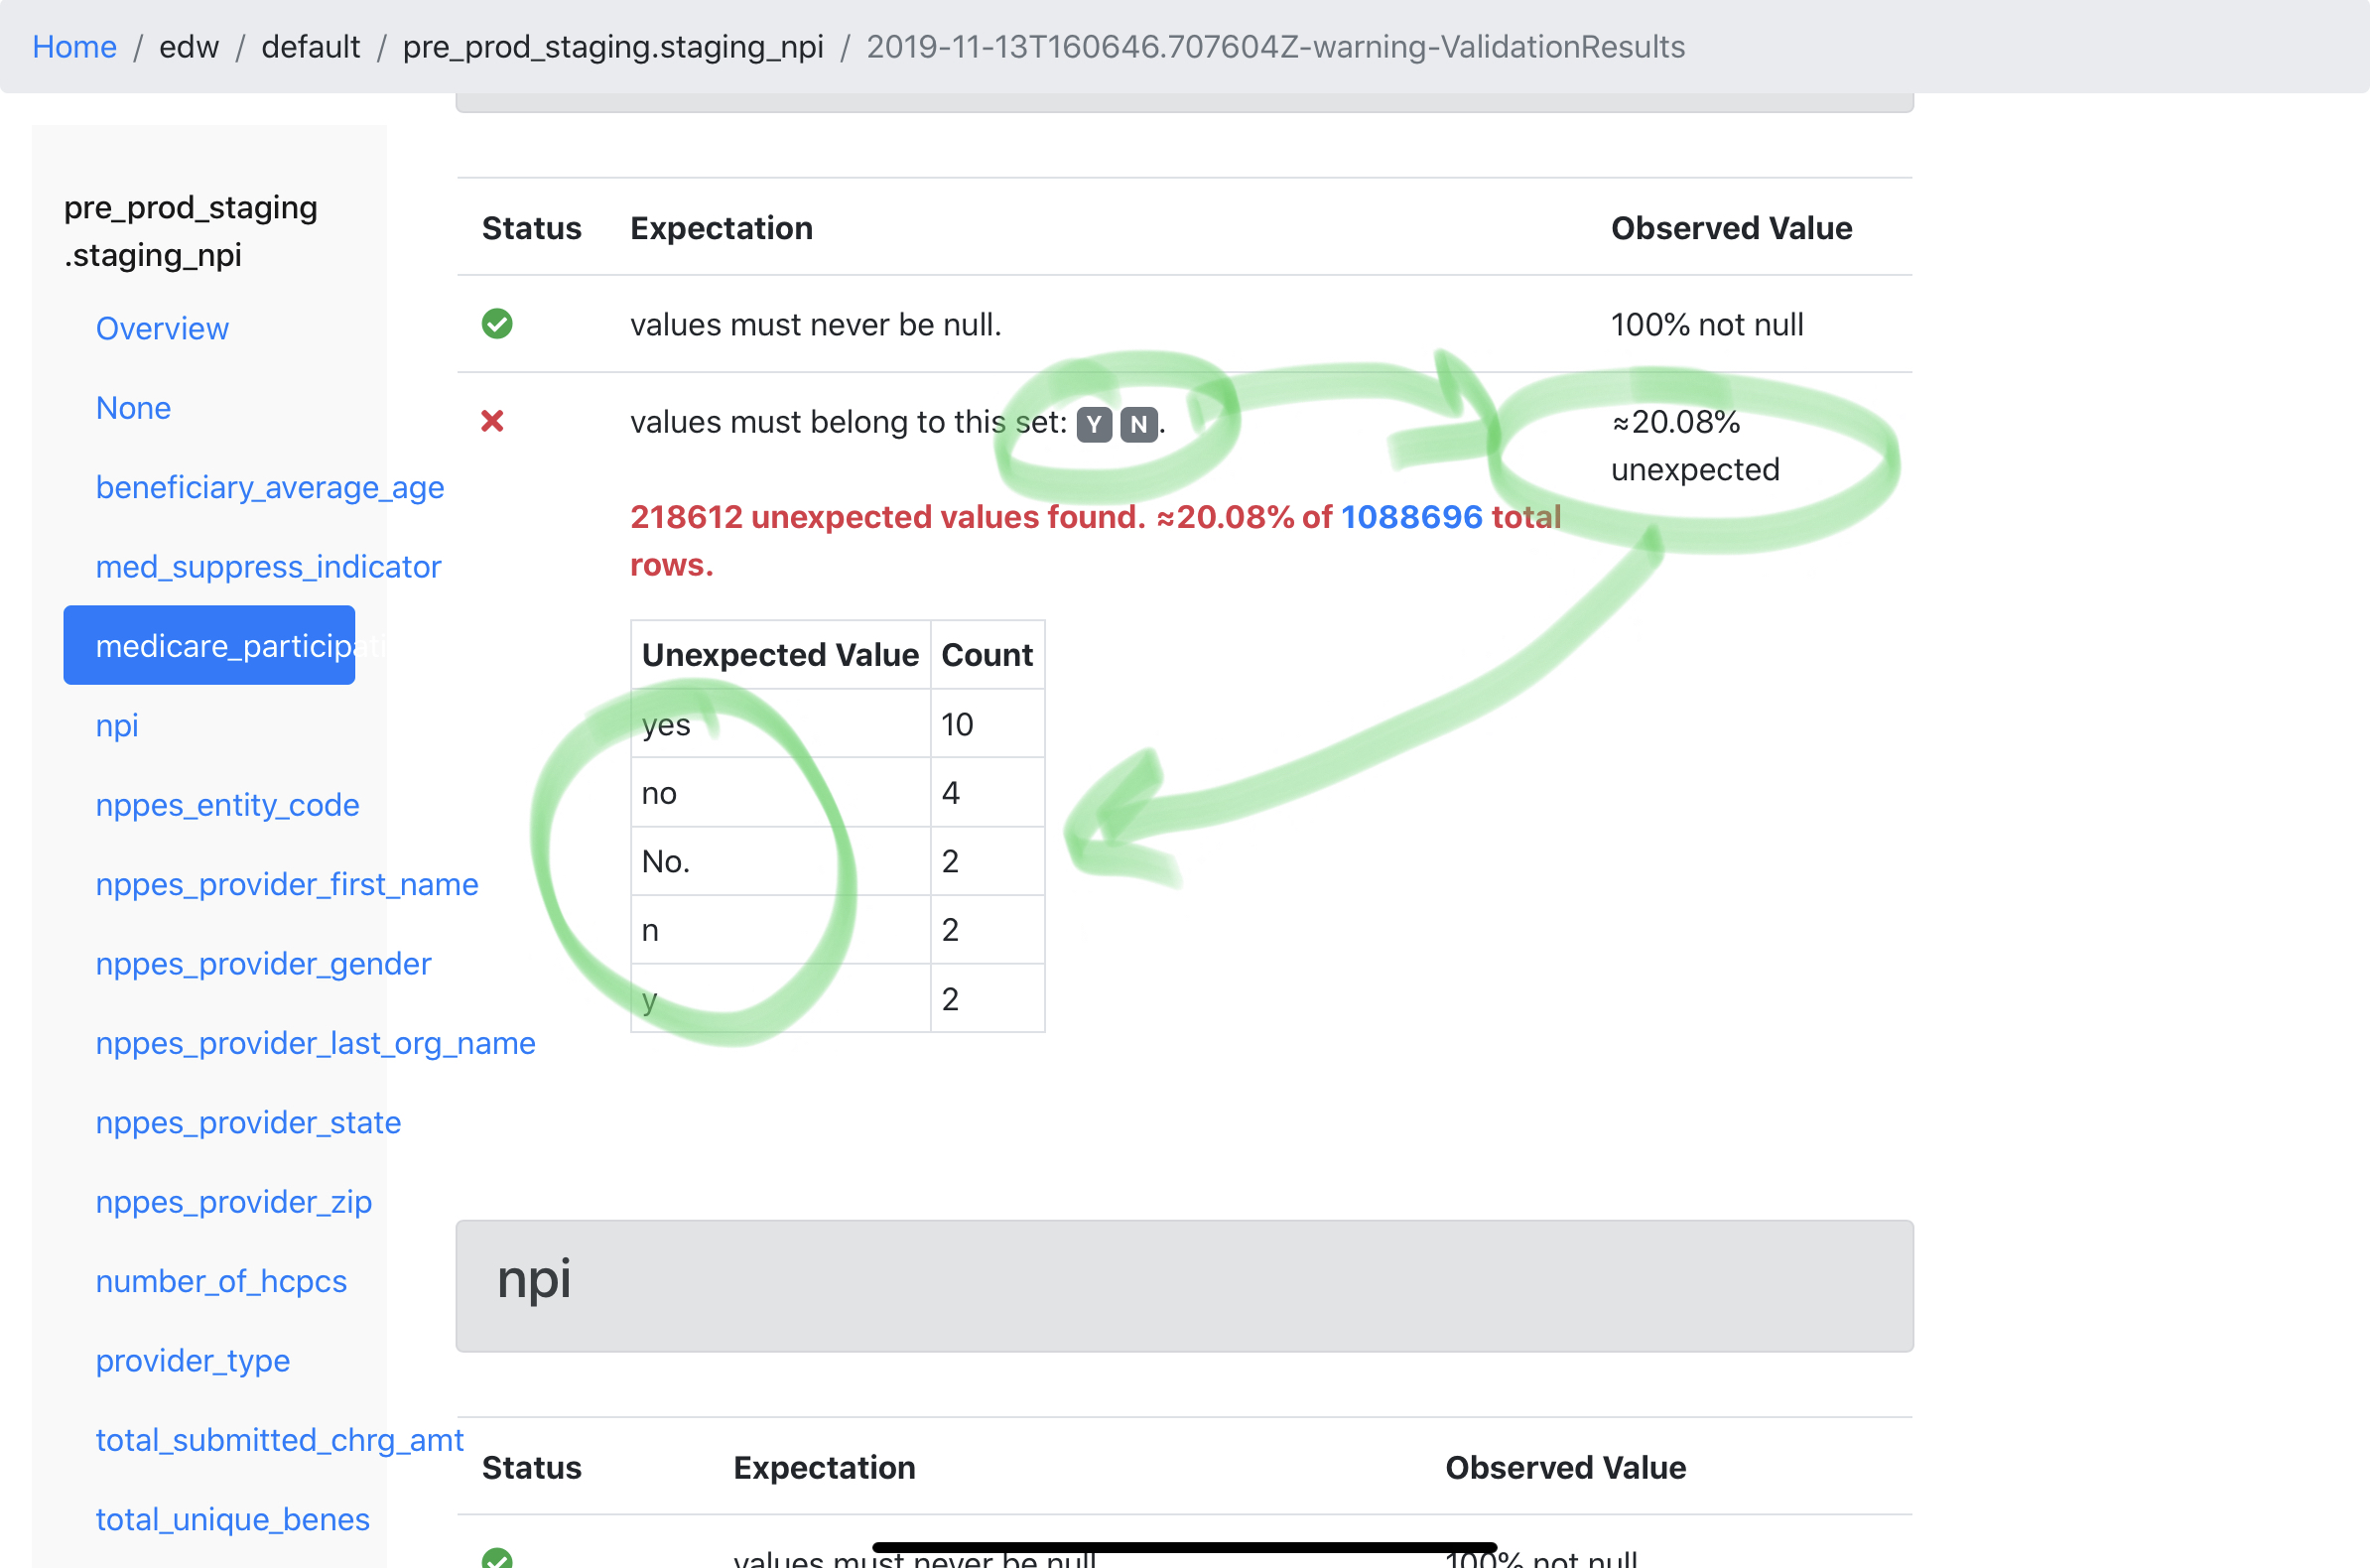 Home / edw / default / pre_prod_staging.staging_npi / 2019-11-13T160646.707604Z-warning-ValidationResults
pre_prod_staging
.staging_npi
Overview
None
beneficiary_average_age
med_suppress_indicator
medicare_participati
npi
nppes_entity_code
nppes_provider_first_name
nppes_provider_gender
nppes_provider_last_org_name
nppes_provider_state
nppes_provider_zip
number_of_hcpcs
provider_type
total_submitted_chrg_amt
total_unique_benes
Status Expectation Observed Value
values must never be null. 100% not null
values must belong to this set: Y N. ≈20.08%
unexpected
218612 unexpected values found. ≈20.08% of 1088696 total
rows.
Unexpected Value Count
yes 10
no 4
No. 2
n 2
y 2
npi
Status Expectation Observed Value
values must never be null 100% not null